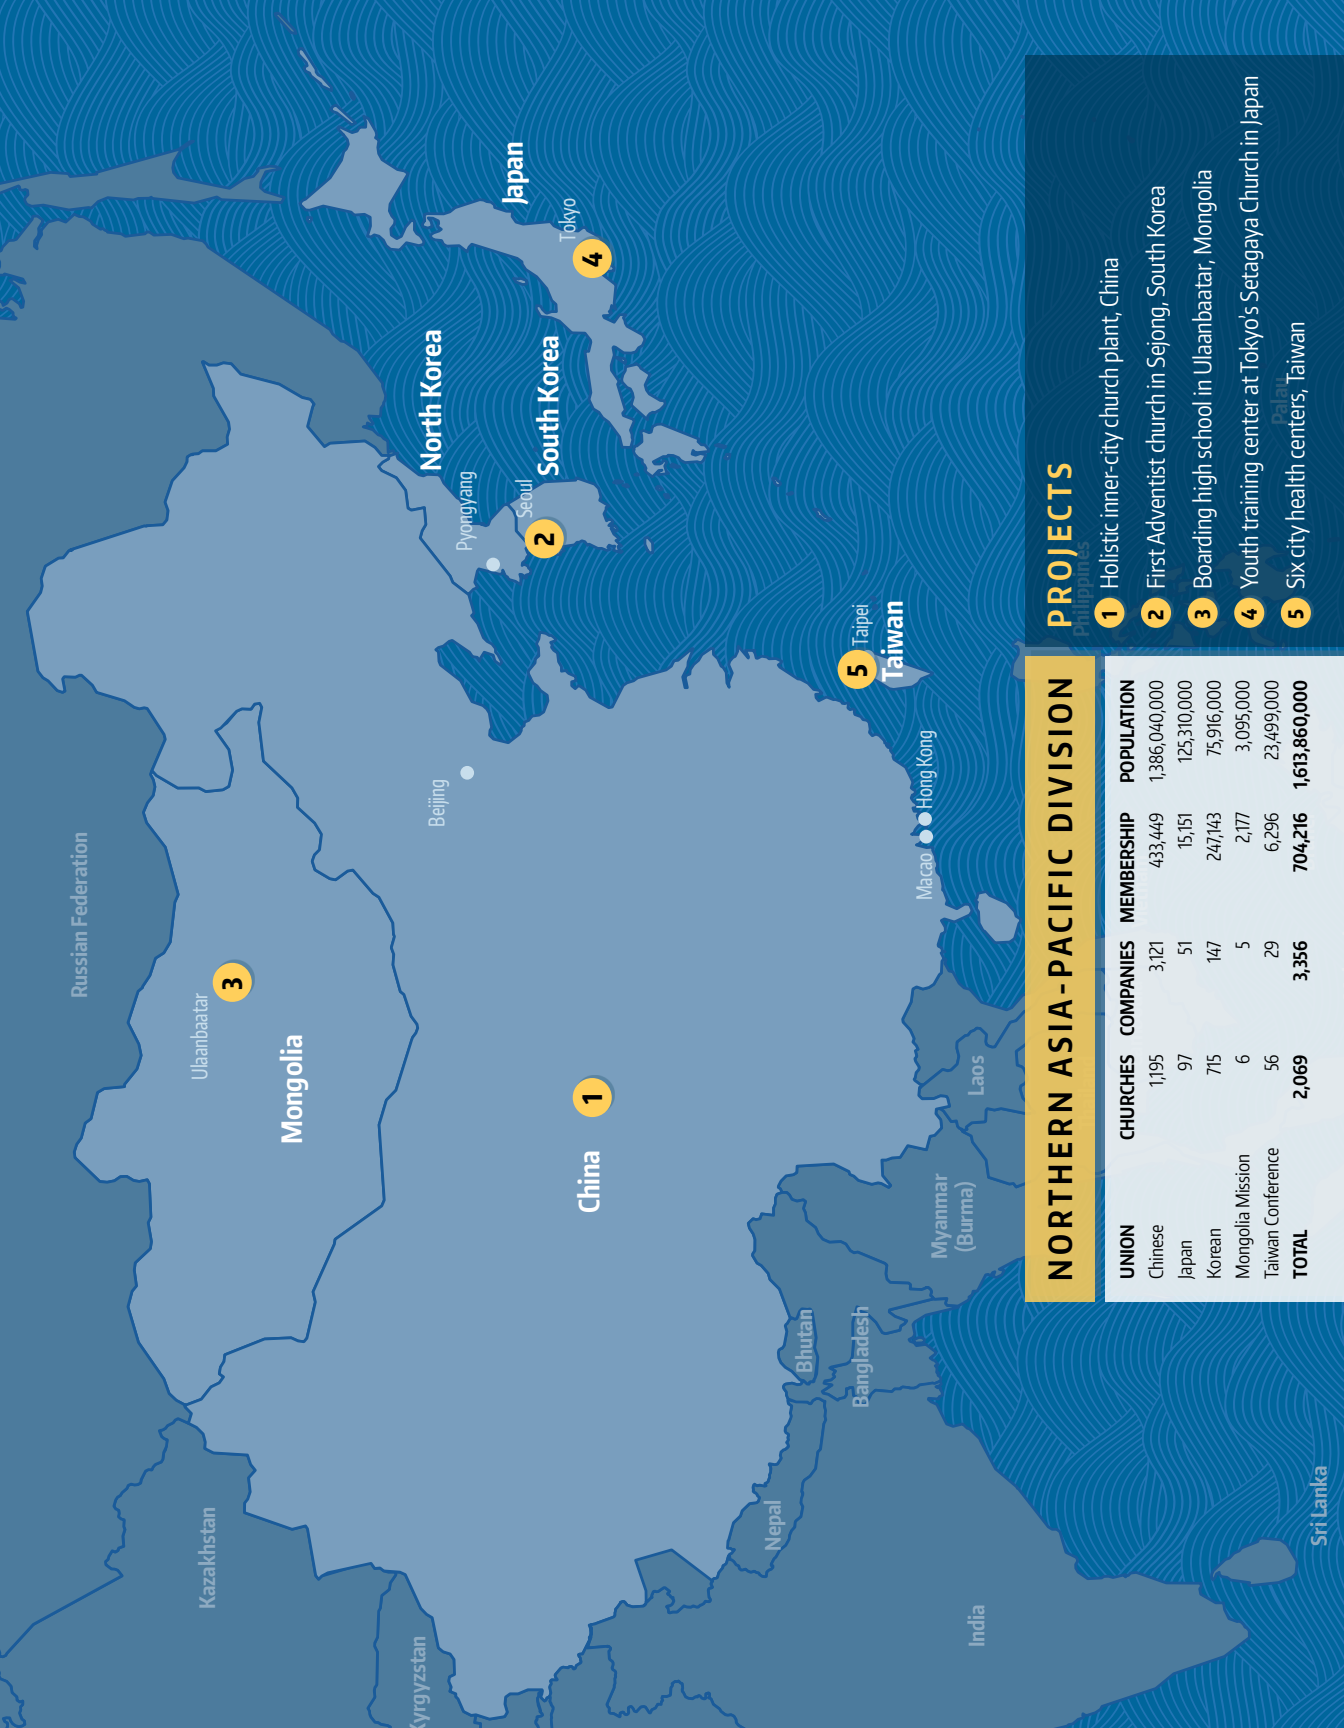 Russian Federation
Kazakhstan
Ulaanbaatar
Mongolia
Kyrgyzstan
Beijing
China
North Korea
Pyongyang
Seoul
South Korea
Japan
Tokyo
Taipei
Taiwan
Hong Kong
Macao
Nepal
Bhutan
Bangladesh
Myanmar
(Burma)
Laos
India
Sri Lanka
Philippines
Palau
1
2
3
4
5
NORTHERN ASIA-PACIFIC DIVISION
UNION CHURCHES COMPANIES MEMBERSHIP POPULATION
Chinese 1,195 3,121 433,449 1,386,040,000
Japan 97 51 15,151 125,310,000
Korean 715 147 247,143 75,916,000
Mongolia Mission 6 5 2,177 3,095,000
Taiwan Conference 56 29 6,296 23,499,000
TOTAL 2,069 3,356 704,216 1,613,860,000
PROJECTS
1 Holistic inner-city church plant, China
2 First Adventist church in Sejong, South Korea
3 Boarding high school in Ulaanbaatar, Mongolia
4 Youth training center at Tokyo’s Setagaya Church in Japan
5 Six city health centers, Taiwan